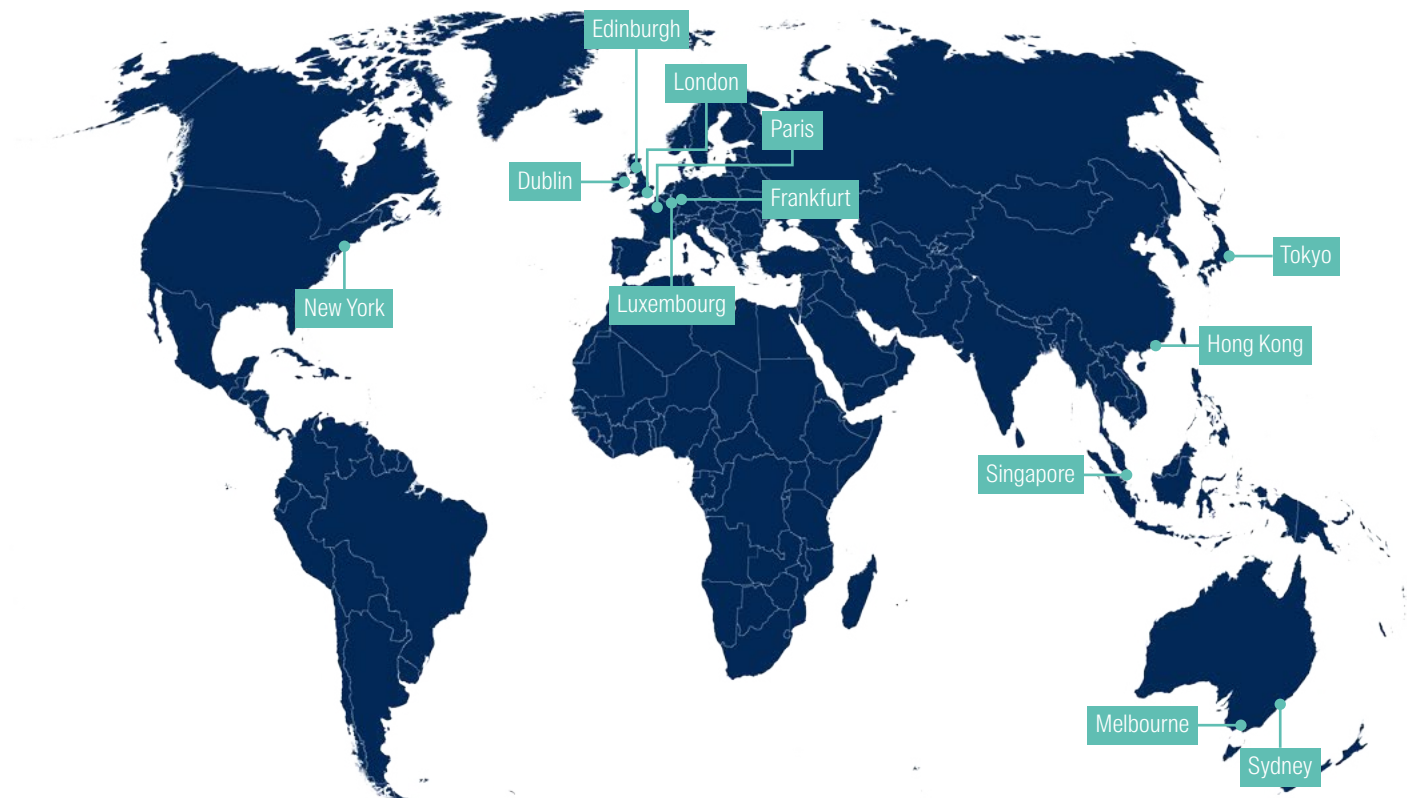 Edinburgh
London
Paris
Dublin
Frankfurt
Tokyo
New York
Luxembourg
Hong Kong
Singapore
Melbourne
Sydney